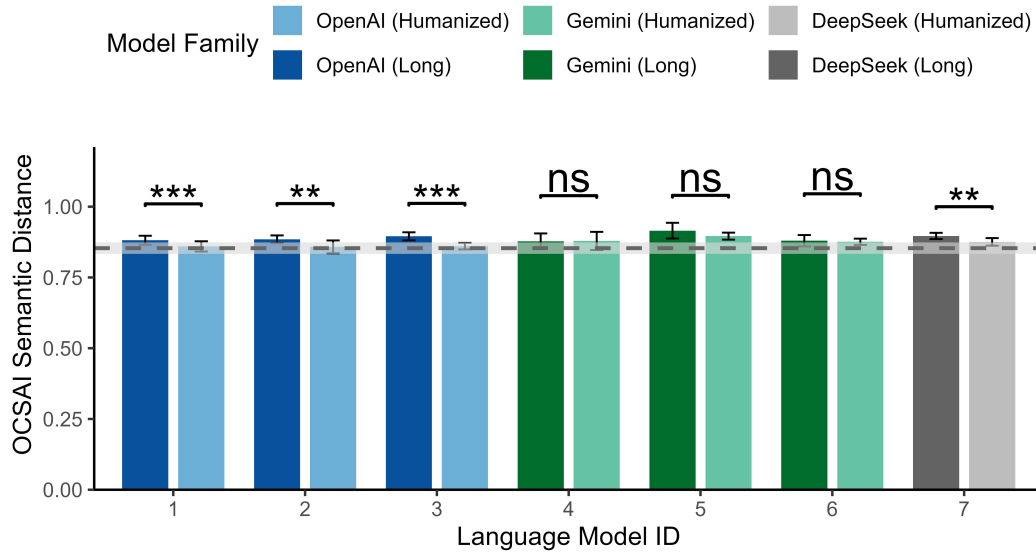 Model Family
OpenAI (Humanized)
Gemini (Humanized)
DeepSeek (Humanized)
OpenAI (Long)
Gemini (Long)
DeepSeek (Long)
OCSAI Semantic Distance
1.00
0.75
0.50
0.25
0.00
***
**
***
ns
ns
ns
**
1
2
3
4
5
6
7
Language Model ID